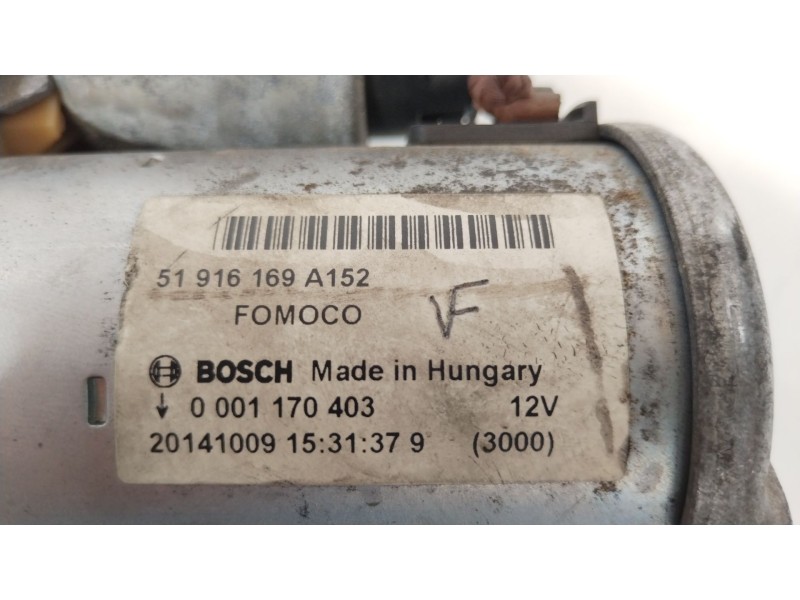 51 916 169 A152
FOMOCO VF
BOSCH Made in Hungary
↓ 0 001 170 403 12V
20141009 15:31:37 9 (3000)